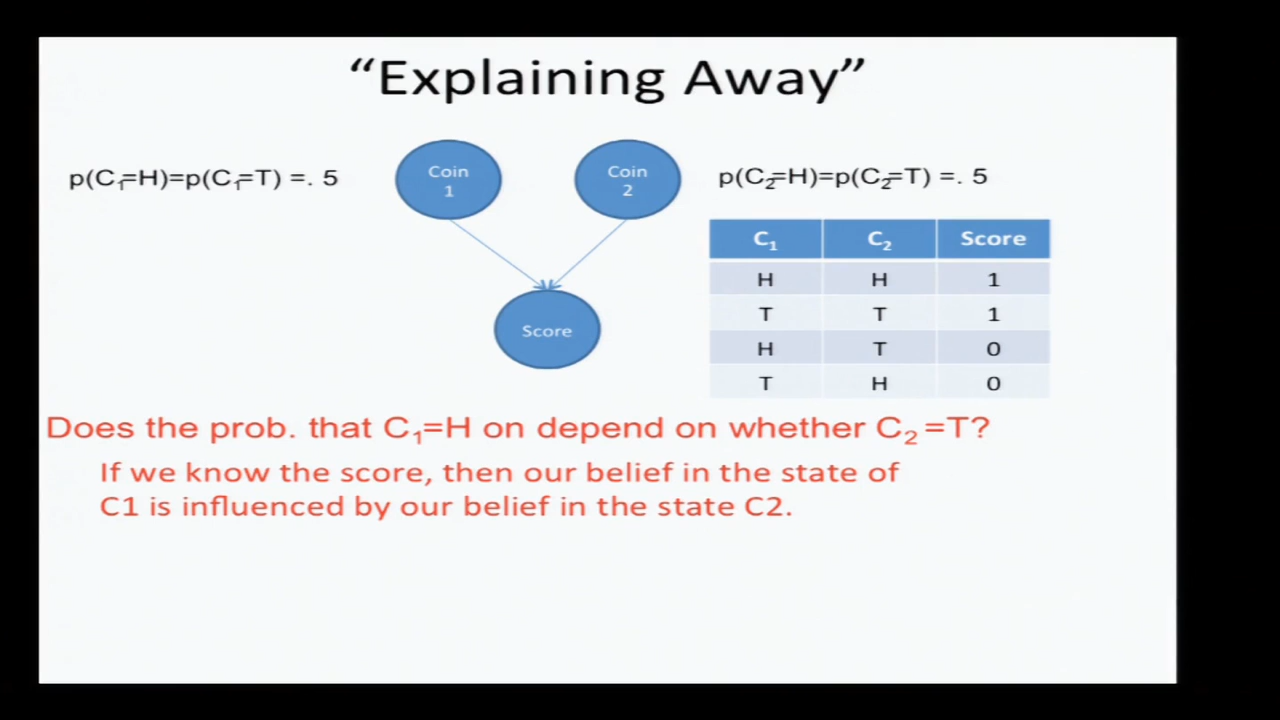 “Explaining Away”
p(C1=H)=p(C1=T) =. 5
Coin
1
Coin
2
p(C2=H)=p(C2=T) =. 5
Score
C1 C2 Score
H H 1
T T 1
H T 0
T H 0
Does the prob. that C1=H on depend on whether C2 =T?
If we know the score, then our belief in the state of
C1 is influenced by our belief in the state C2.